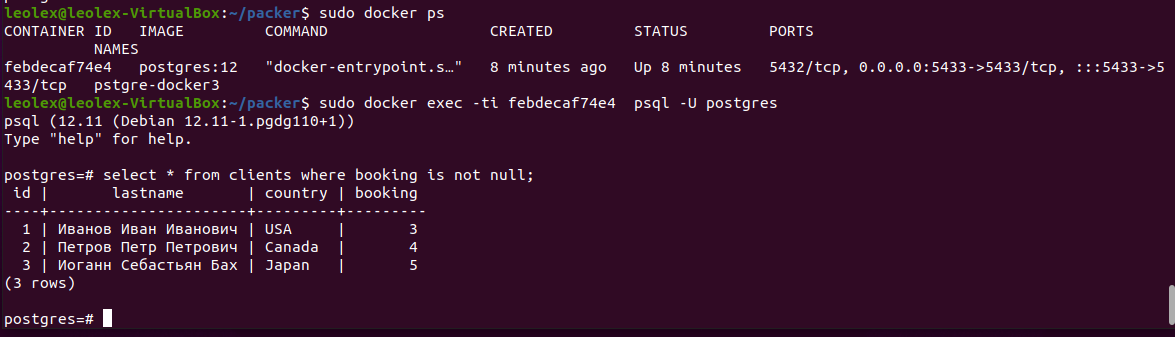 leolex@leolex-VirtualBox:~/packer$ sudo docker ps
CONTAINER ID   IMAGE         COMMAND                  CREATED         STATUS         PORTS
          NAMES
febdecaf74e4   postgres:12   "docker-entrypoint.s…"   8 minutes ago   Up 8 minutes   5432/tcp, 0.0.0.0:5433->5433/tcp, :::5433->5
433/tcp   pstgre-docker3
leolex@leolex-VirtualBox:~/packer$ sudo docker exec -ti febdecaf74e4  psql -U postgres
psql (12.11 (Debian 12.11-1.pgdg110+1))
Type "help" for help.

postgres=# select * from clients where booking is not null;
 id |       lastname       | country | booking
----+----------------------+---------+---------
  1 | Иванов Иван Иванович | USA     |       3
  2 | Петров Петр Петрович | Canada  |       4
  3 | Иоганн Себастьян Бах | Japan   |       5
(3 rows)

postgres=#